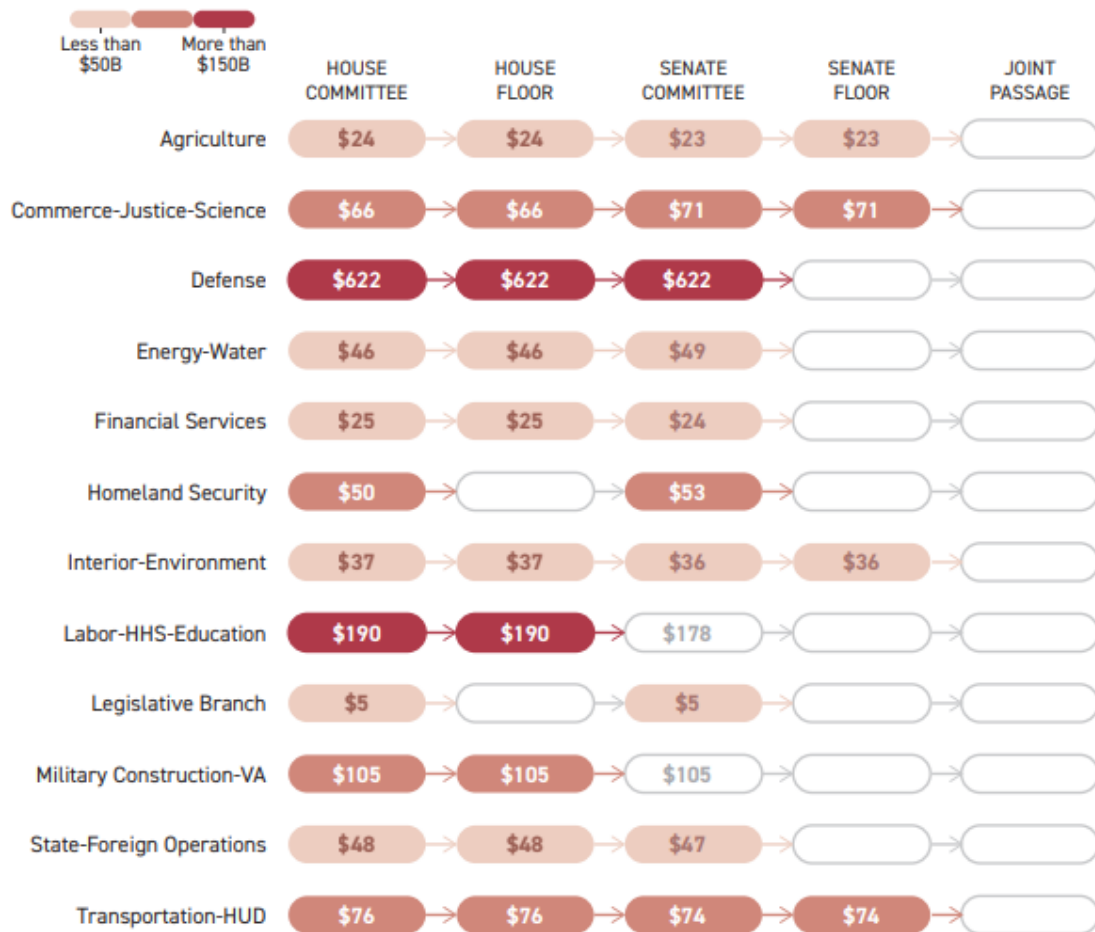 Less than More than
$50B $150B
HOUSE HOUSE SENATE SENATE JOINT
COMMITTEE FLOOR COMMITTEE FLOOR PASSAGE
Agriculture $24 $24 $23 $23
Commerce-Justice-Science $66 $66 $71 $71
Defense $622 $622 $622
Energy-Water $46 $46 $49
Financial Services $25 $25 $24
Homeland Security $50 $53
Interior-Environment $37 $37 $36 $36
Labor-HHS-Education $190 $190 $178
Legislative Branch $5 $5
Military Construction-VA $105 $105 $105
State-Foreign Operations $48 $48 $47
Transportation-HUD $76 $76 $74 $74